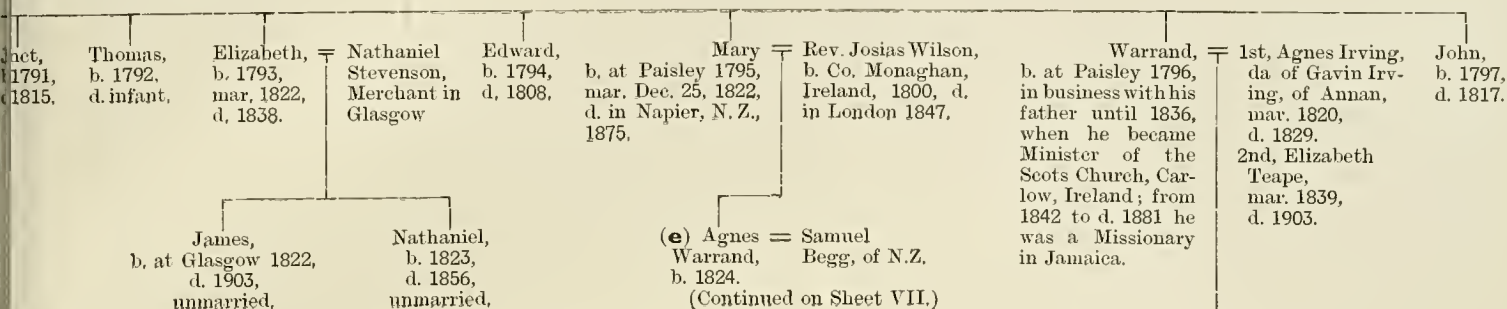 1791,
1815.
Thomas,
b. 1792,
d. infant.
Elizabeth,
b. 1793,
mar. 1822,
d. 1838.
Nathaniel
Stevenson,
Merchant in
Glasgow
Edward,
b. 1794,
d. 1808.
Mary
b. at Paisley 1795,
mar. Dec. 25, 1822,
d. in Napier, N.Z.,
1875.
=
Rev. Josias Wilson,
b. Co. Monaghan,
Ireland, 1800, d.
in London 1847.
Warrand,
b. at Paisley 1796,
in business with his
father until 1836,
when he became
Minister of the
Scots Church, Car-
low, Ireland; from
1842 to d. 1881 he
was a Missionary
in Jamaica.
=
1st, Agnes Irving,
da of Gavin Irv-
ing, of Annan,
mar. 1820,
d. 1829.
2nd, Elizabeth
Teape,
mar. 1839,
d. 1903.
John,
b. 1797,
d. 1817.
James,
b. at Glasgow 1822,
d. 1903,
unmarried.
Nathaniel,
b. 1823,
d. 1856,
unmarried.
(e) Agnes = Samuel
Warrand, Begg, of N.Z.
b. 1824.
(Continued on Sheet VII.)